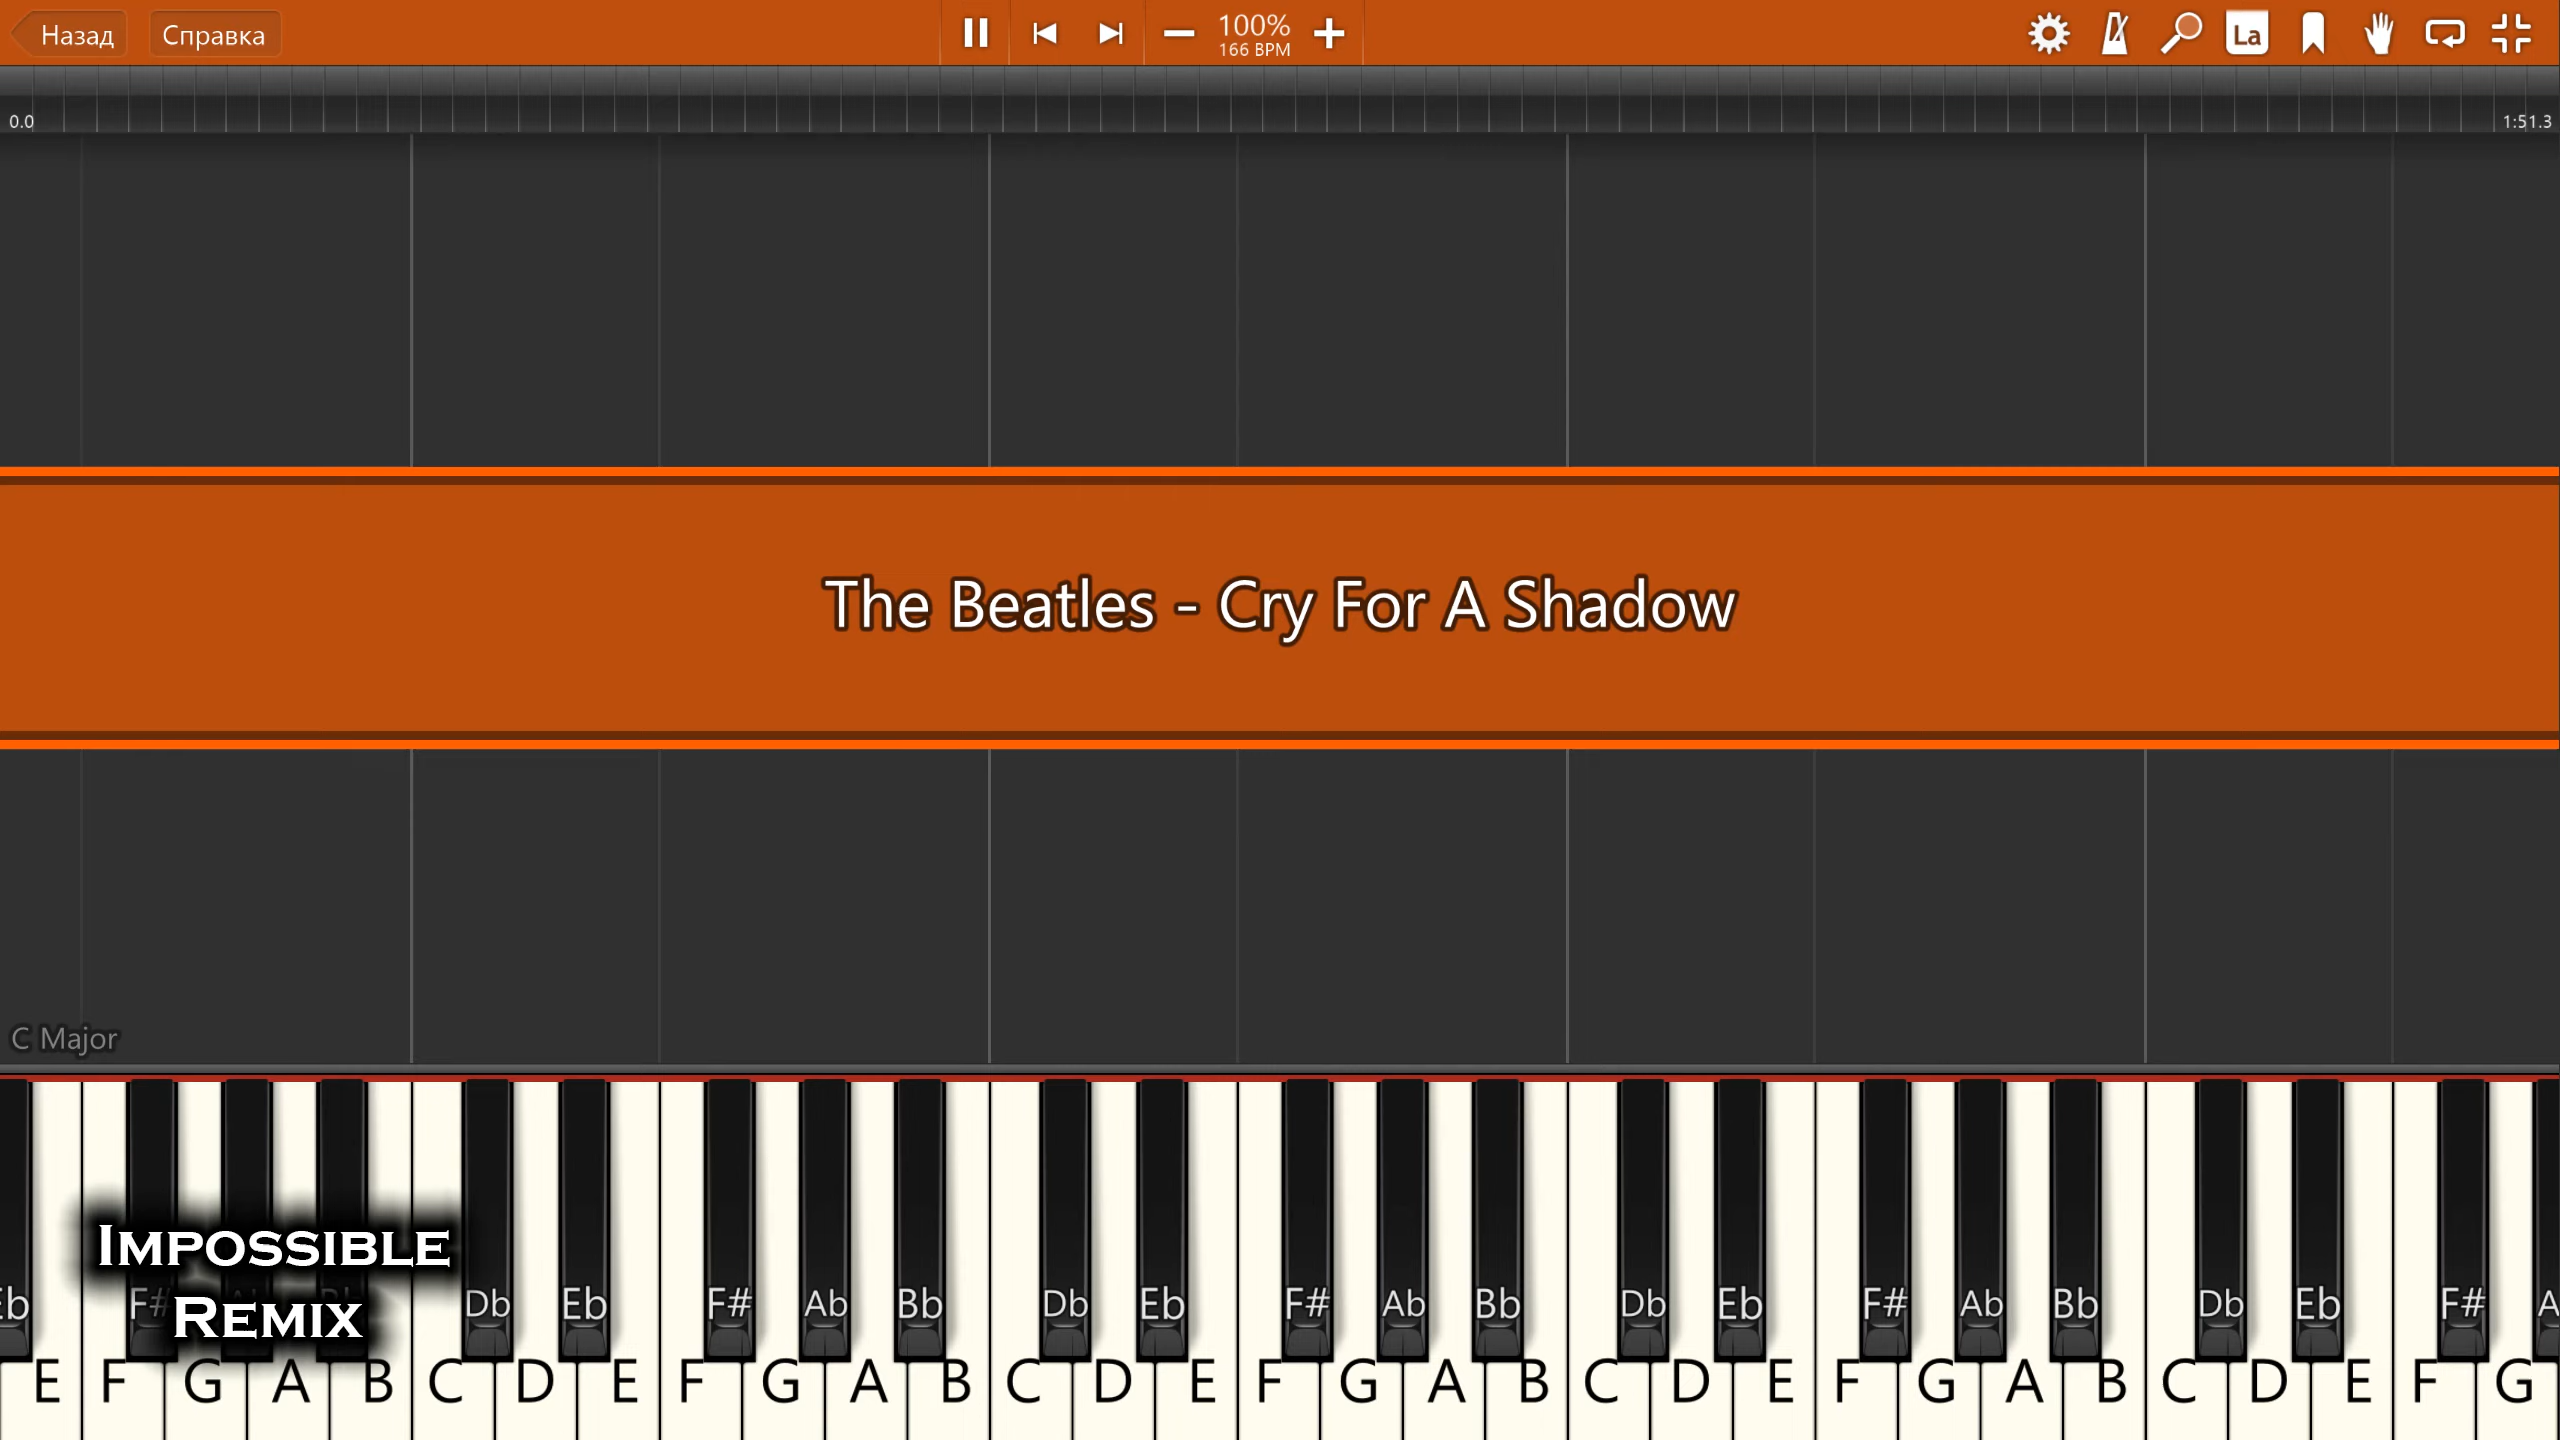 Назад Справка 100% La
166 BPM
0.0 1:51.3
The Beatles - Cry For A Shadow
C Major
Impossible
Remix
Eb F# Db Eb F# Ab Bb Db Eb F# Ab Bb Db Eb F# Ab Bb Db Eb F# A
E F G A B C D E F G A B C D E F G A B C D E F G A B C D E F G